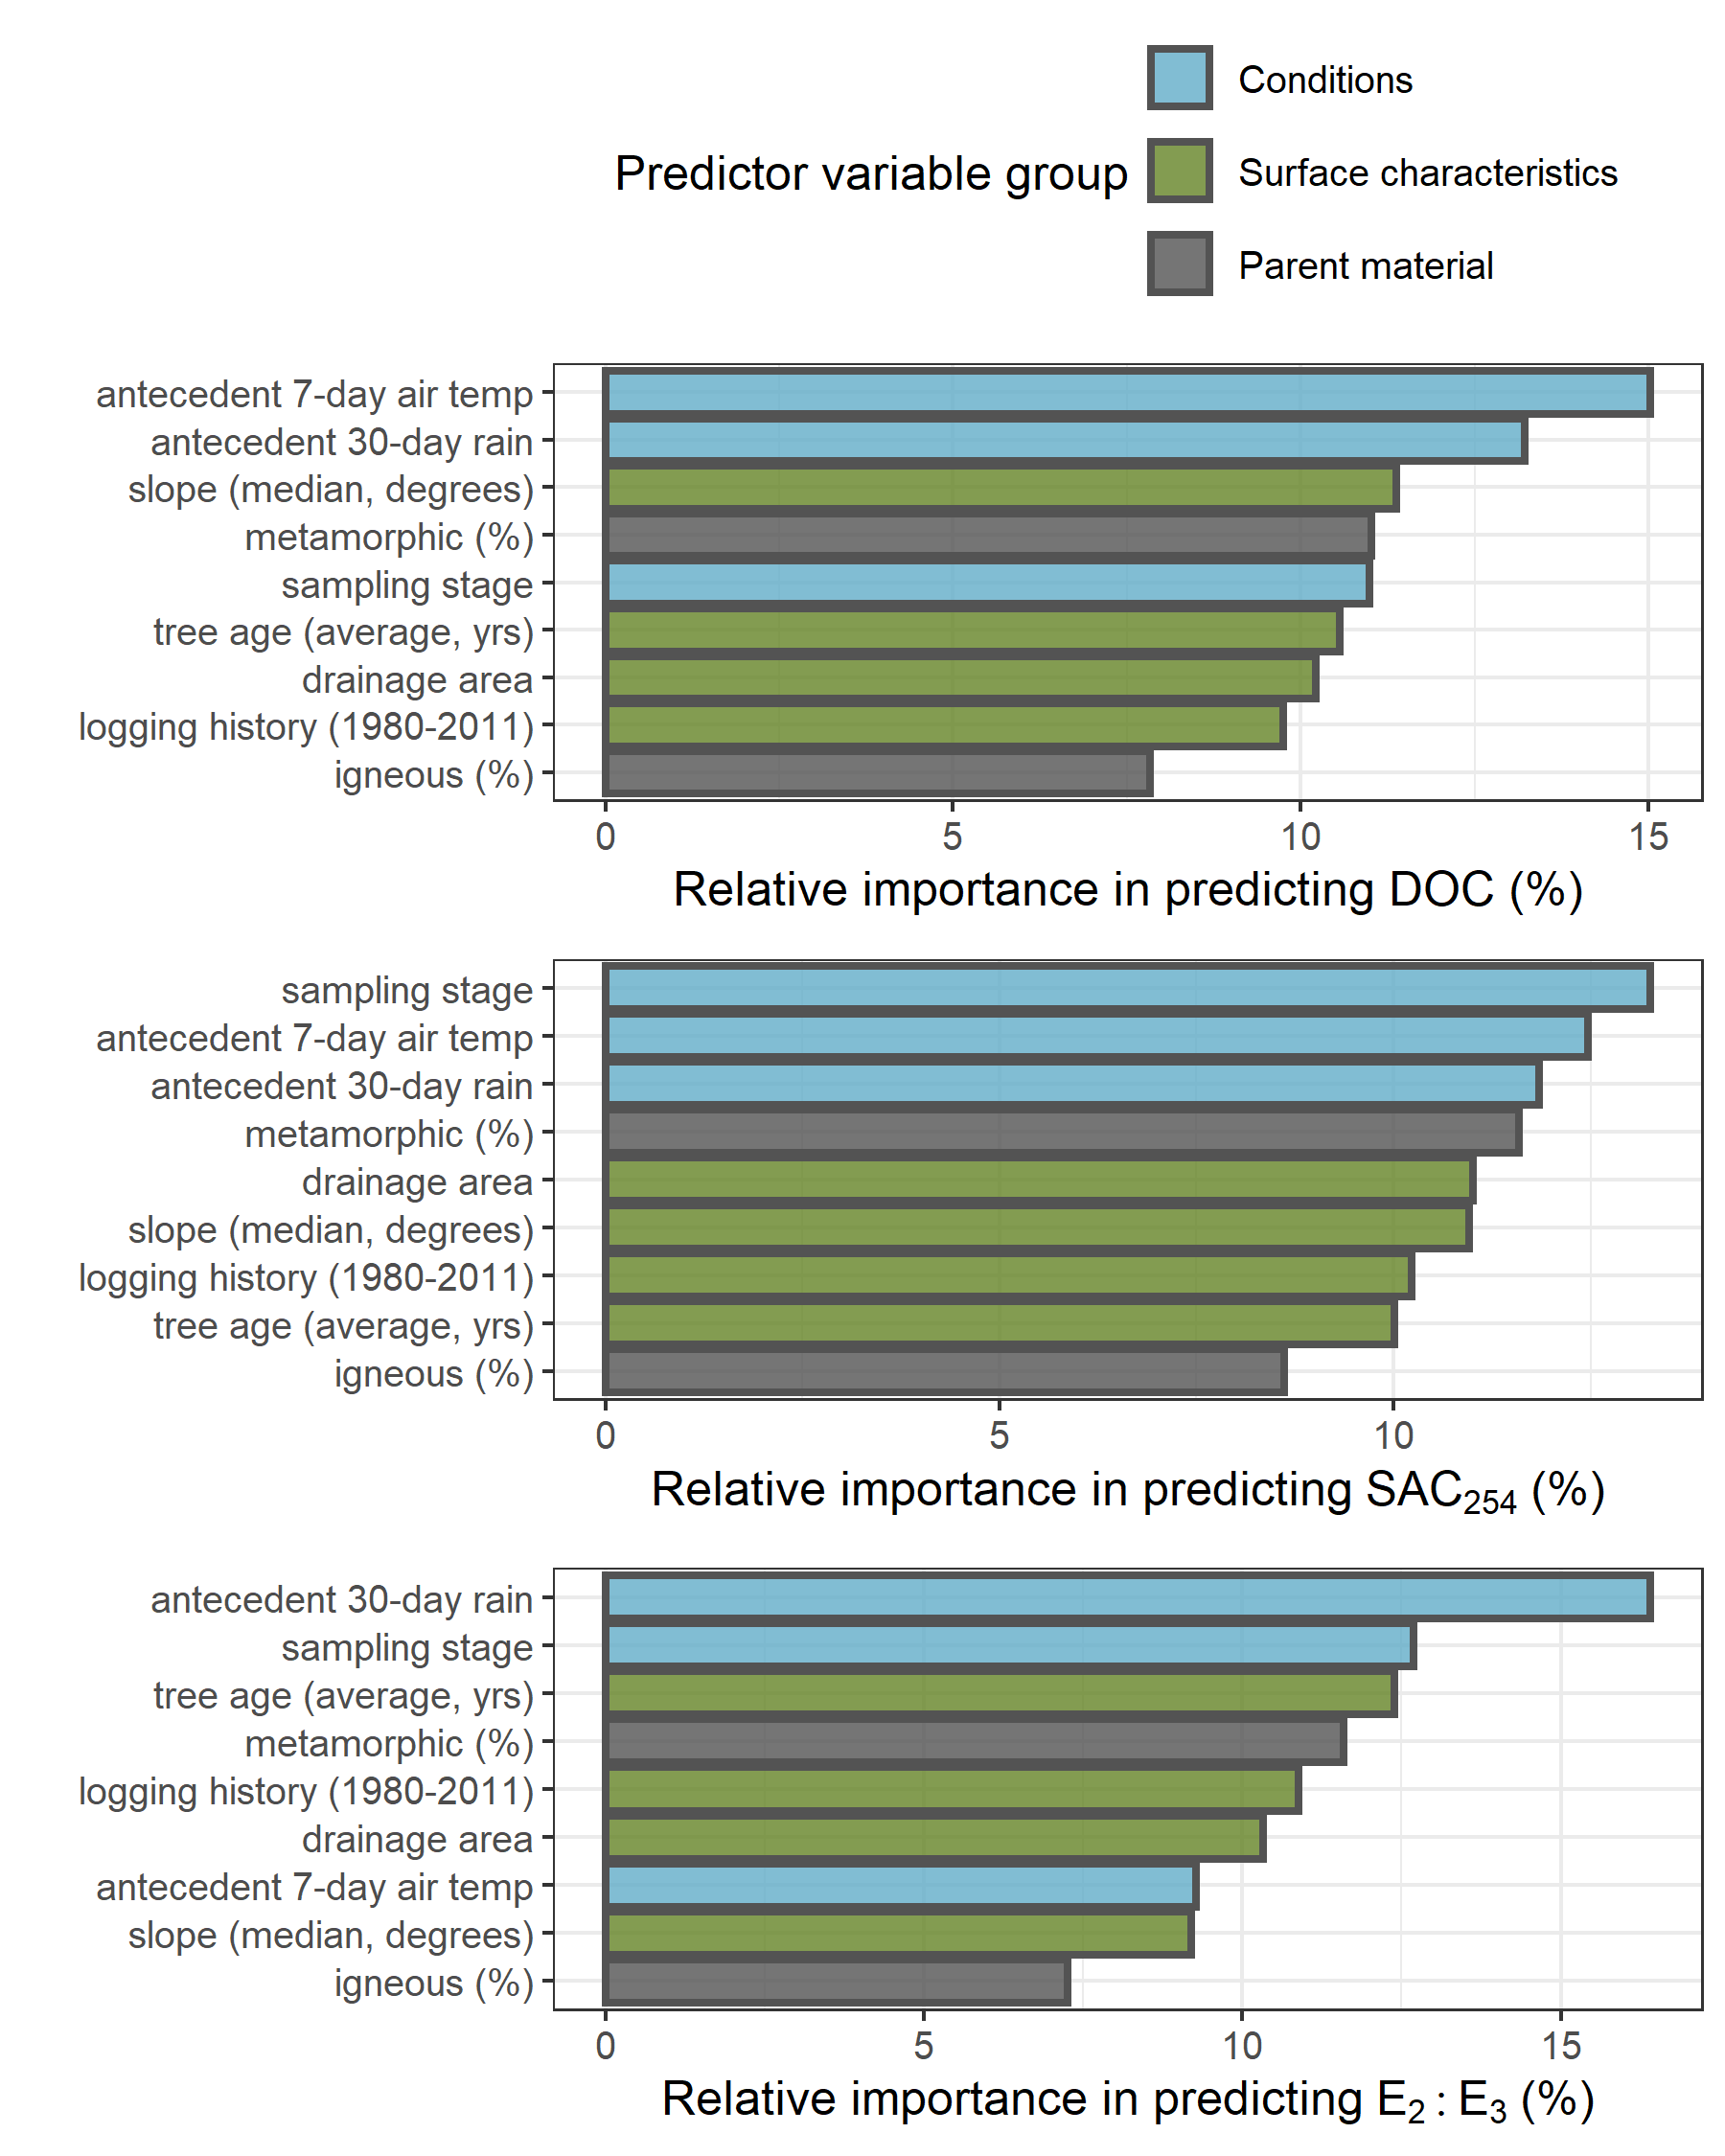 Predictor variable group
Conditions
Surface characteristics
Parent material
antecedent 7-day air temp
antecedent 30-day rain
slope (median, degrees)
metamorphic (%)
sampling stage
tree age (average, yrs)
drainage area
logging history (1980-2011)
igneous (%)
0 5 10 15
Relative importance in predicting DOC (%)
sampling stage
antecedent 7-day air temp
antecedent 30-day rain
metamorphic (%)
drainage area
slope (median, degrees)
logging history (1980-2011)
tree age (average, yrs)
igneous (%)
0 5 10
Relative importance in predicting SAC₂₅₄ (%)
antecedent 30-day rain
sampling stage
tree age (average, yrs)
metamorphic (%)
logging history (1980-2011)
drainage area
antecedent 7-day air temp
slope (median, degrees)
igneous (%)
0 5 10 15
Relative importance in predicting E₂ : E₃ (%)